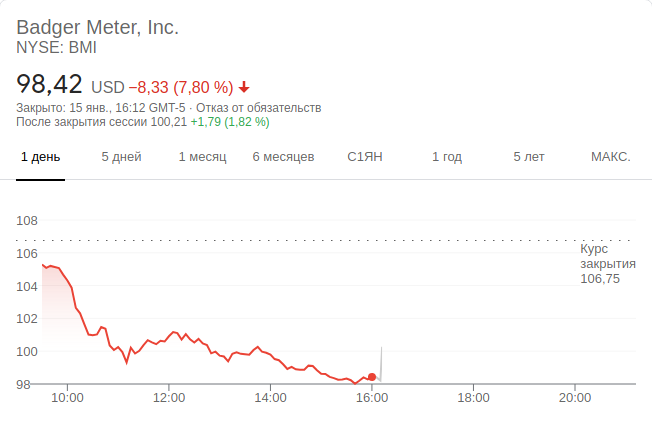 Badger Meter, Inc.
NYSE: BMI
98,42 USD −8,33 (7,80 %)
Закрыто: 15 янв., 16:12 GMT-5 · Отказ от обязательств
После закрытия сессии 100,21 +1,79 (1,82 %)
1 день 5 дней 1 месяц 6 месяцев С1ЯН 1 год 5 лет МАКС.
108
106
104
102
100
98
Курс
закрытия
106,75
10:00 12:00 14:00 16:00 18:00 20:00